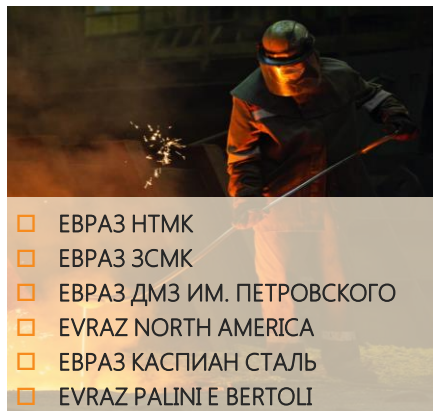 ЕВРАЗ НТМК
ЕВРАЗ ЗСМК
ЕВРАЗ ДМЗ ИМ. ПЕТРОВСКОГО
EVRAZ NORTH AMERICA
ЕВРАЗ КАСПИАН СТАЛЬ
EVRAZ PALINI E BERTOLI